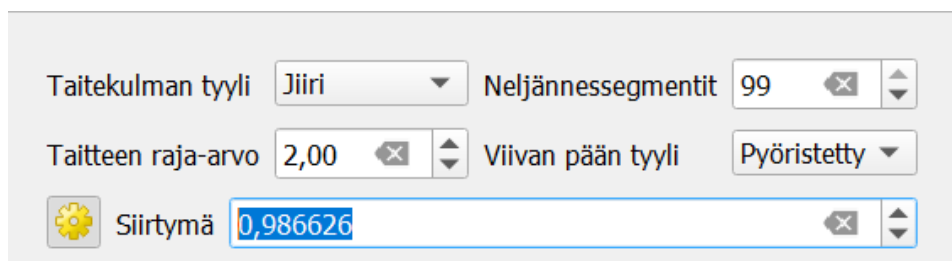 Taitekulman tyyli Jiiri Neljännessegmentit 99
Taitteen raja-arvo 2,00 Viivan pään tyyli Pyöristetty
Siirtymä 0,986626